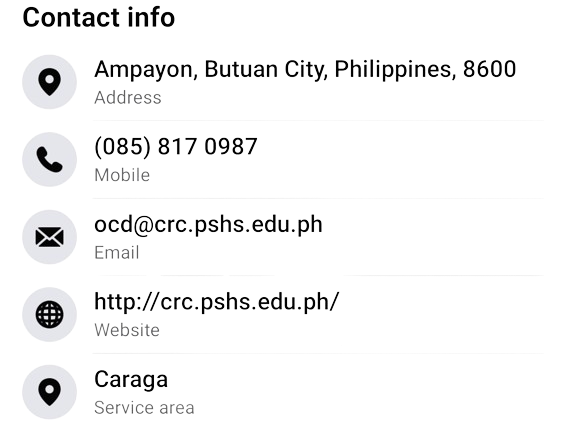 Contact info
Ampayon, Butuan City, Philippines, 8600
Address
(085) 817 0987
Mobile
ocd@crc.pshs.edu.ph
Email
http://crc.pshs.edu.ph/
Website
Caraga
Service area